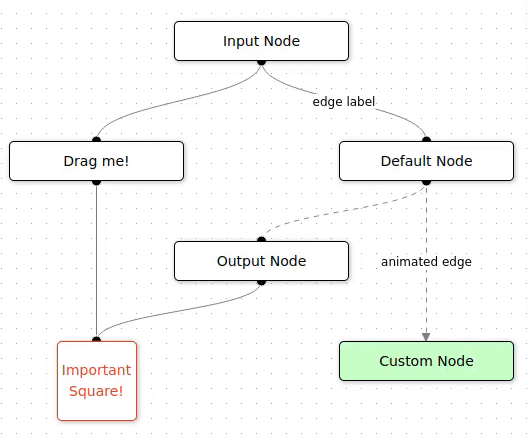 Input Node
edge label
Drag me!
Default Node
Output Node
animated edge
Important
Square!
Custom Node